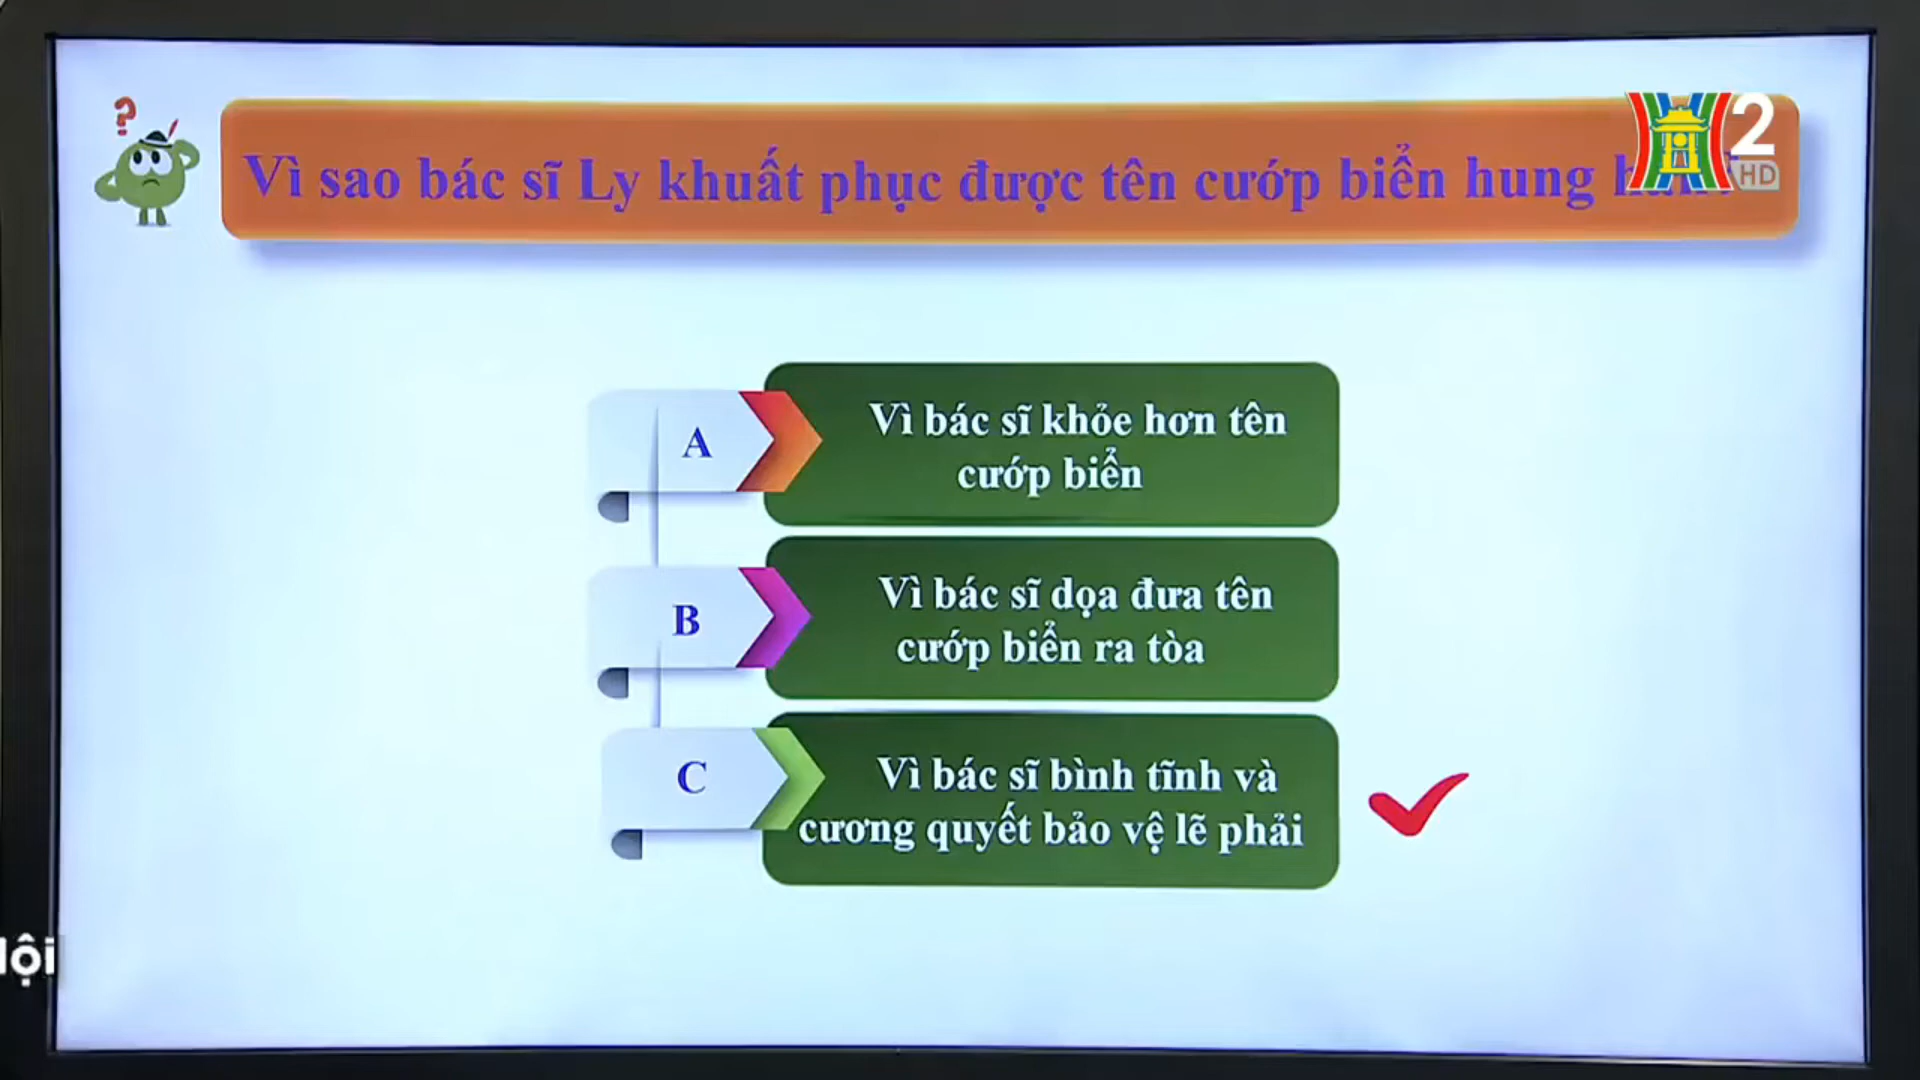 ?
2
HD
Vì sao bác sĩ Ly khuất phục được tên cướp biển hung
A
Vì bác sĩ khỏe hơn tên
cướp biển
B
Vì bác sĩ dọa đưa tên
cướp biển ra tòa
C
Vì bác sĩ bình tĩnh và
cương quyết bảo vệ lẽ phải